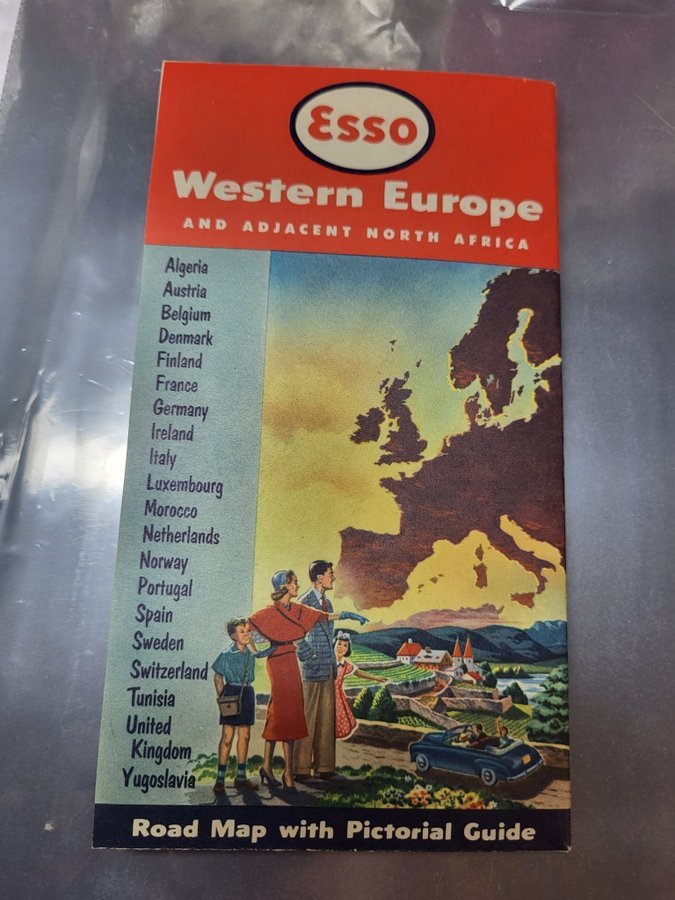 Esso
Western Europe
AND ADJACENT NORTH AFRICA
Algeria
Austria
Belgium
Denmark
Finland
France
Germany
Ireland
Italy
Luxembourg
Morocco
Netherlands
Norway
Portugal
Spain
Sweden
Switzerland
Tunisia
United
Kingdom
Yugoslavia
Road Map with Pictorial Guide